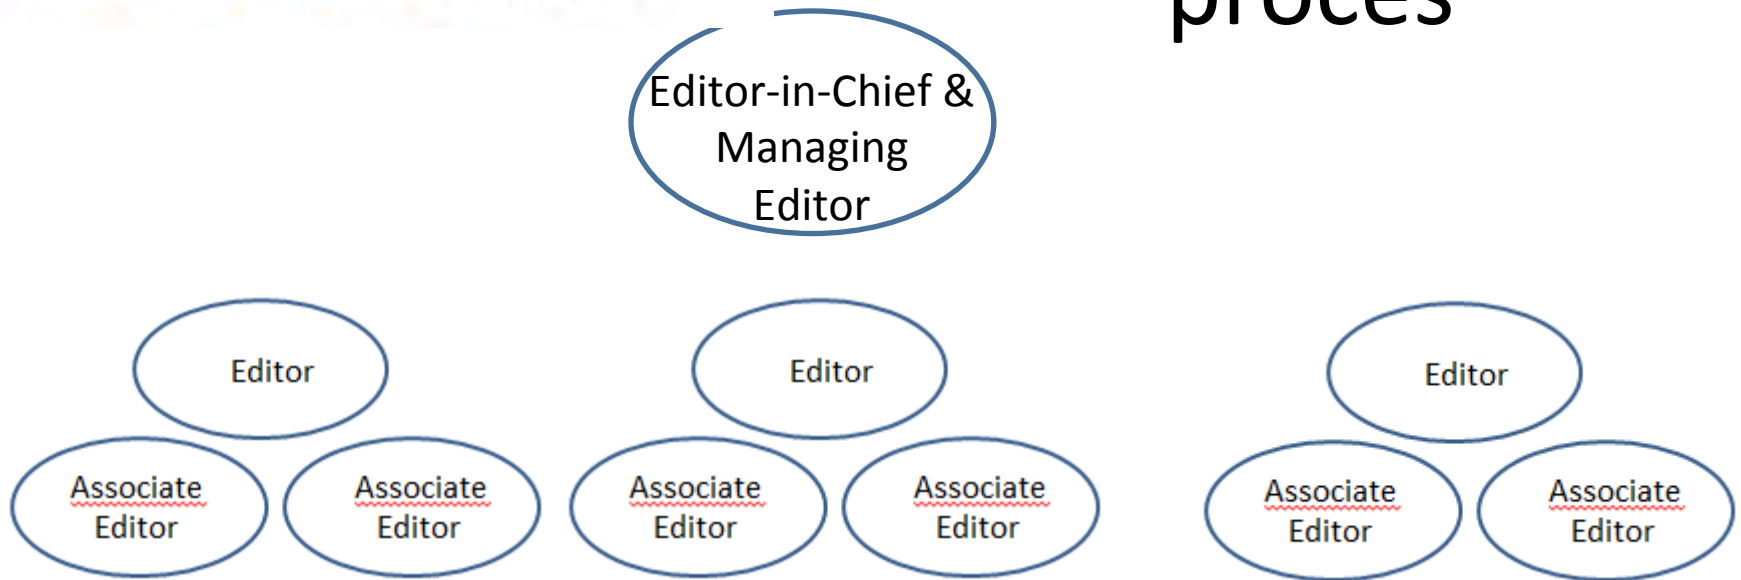 proces
Editor-in-Chief &
Managing
Editor
Editor
Editor
Editor
Associate
Editor
Associate
Editor
Associate
Editor
Associate
Editor
Associate
Editor
Associate
Editor